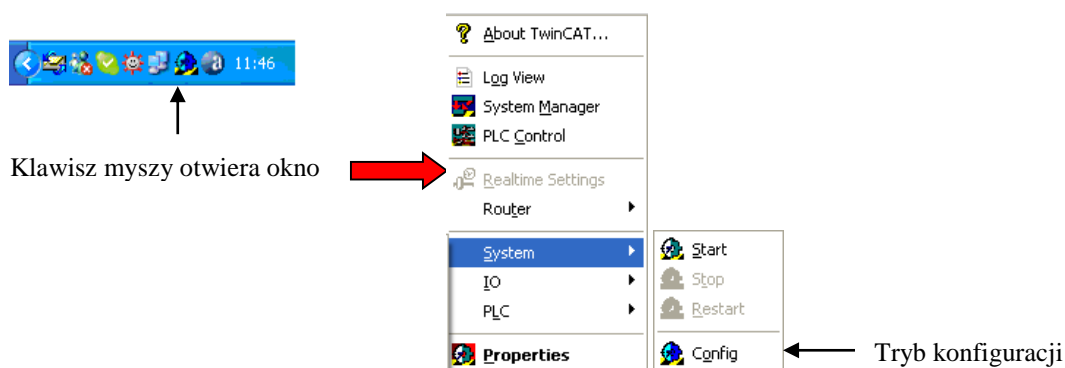 11:46
Klawisz myszy otwiera okno
About TwinCAT...
Log View
System Manager
PLC Control
Realtime Settings
Router
System
IO
PLC
Properties
Start
Stop
Restart
Config
Tryb konfiguracji